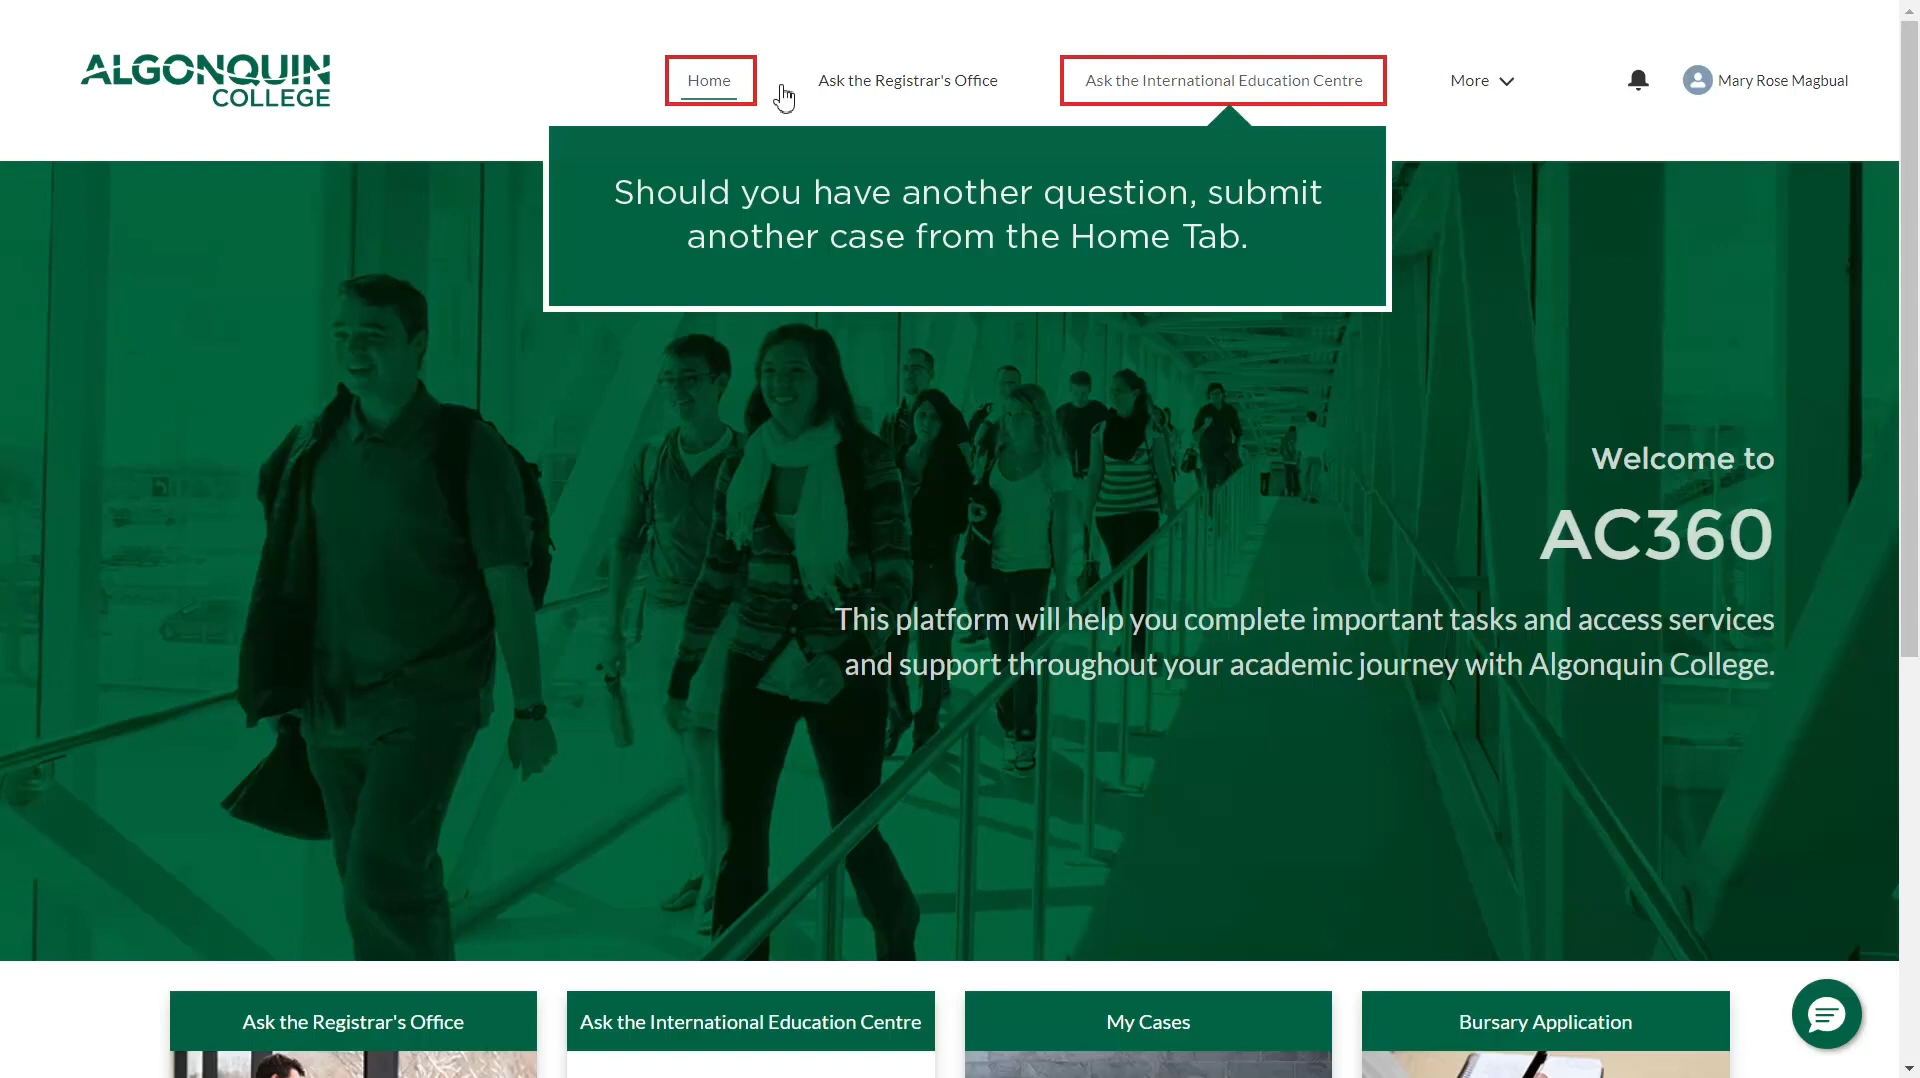 ALGONQUIN
COLLEGE
Home
Ask the Registrar's Office
Ask the International Education Centre
More
Mary Rose Magbual
Should you have another question, submit
another case from the Home Tab.
Welcome to
AC360
This platform will help you complete important tasks and access services
and support throughout your academic journey with Algonquin College.
Ask the Registrar's Office
Ask the International Education Centre
My Cases
Bursary Application